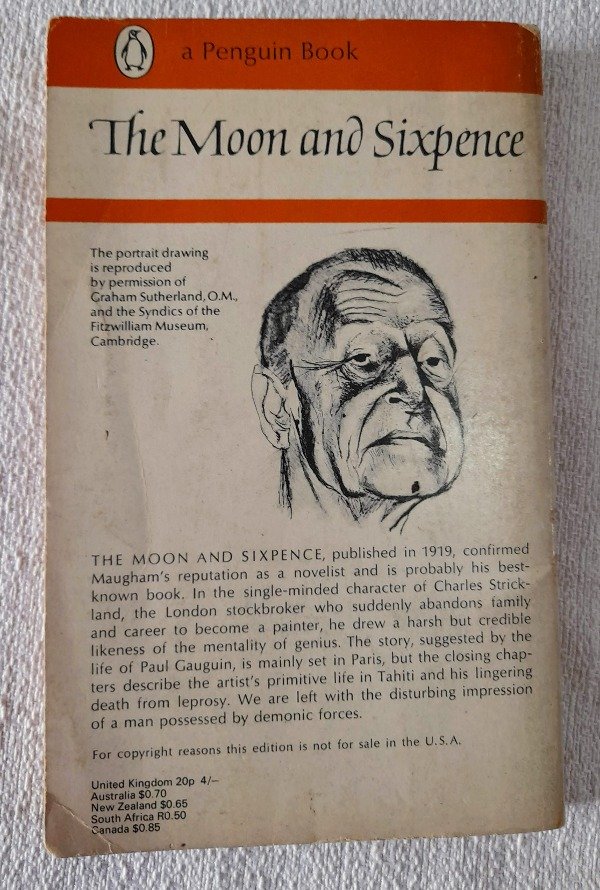 a Penguin Book
The Moon and Sixpence
The portrait drawing
is reproduced
by permission of
Graham Sutherland, O.M.,
and the Syndics of the
Fitzwilliam Museum,
Cambridge.
THE MOON AND SIXPENCE, published in 1919, confirmed
Maugham's reputation as a novelist and is probably his best-
known book. In the single-minded character of Charles Strick-
land, the London stockbroker who suddenly abandons family
and career to become a painter, he drew a harsh but credible
likeness of the mentality of genius. The story, suggested by the
life of Paul Gauguin, is mainly set in Paris, but the closing chap-
ters describe the artist's primitive life in Tahiti and his lingering
death from leprosy. We are left with the disturbing impression
of a man possessed by demonic forces.
For copyright reasons this edition is not for sale in the U.S.A.
United Kingdom 20p 4/–
Australia $0.70
New Zealand $0.65
South Africa R0.50
Canada $0.85